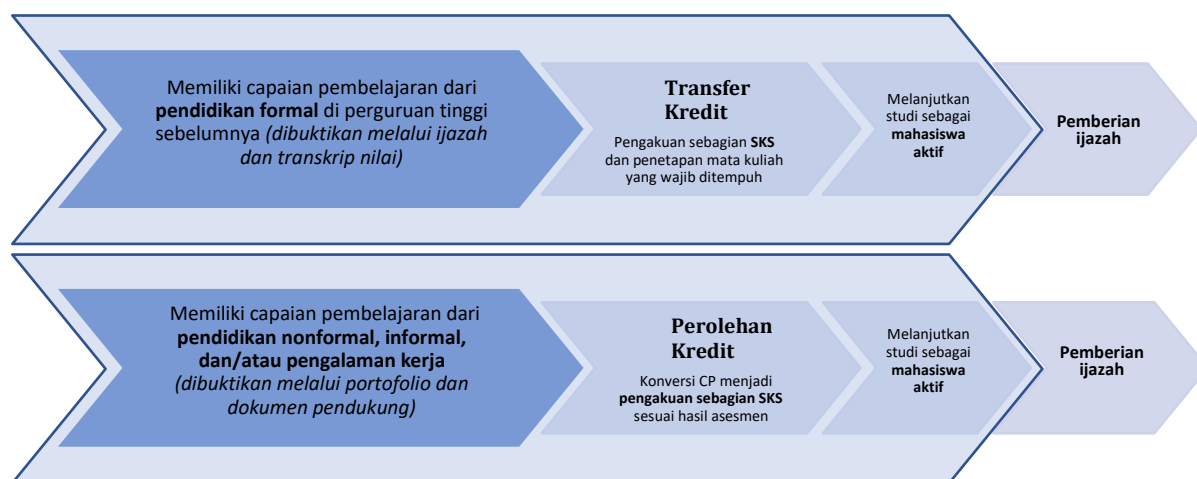 Memiliki capaian pembelajaran dari
pendidikan formal di perguruan tinggi
sebelumnya (dibuktikan melalui ijazah
dan transkrip nilai)
Transfer
Kredit
Pengakuan sebagian SKS
dan penetapan mata kuliah
yang wajib ditempuh
Melanjutkan
studi sebagai
mahasiswa
aktif
Pemberian
ijazah
Memiliki capaian pembelajaran dari
pendidikan nonformal, informal,
dan/atau pengalaman kerja
(dibuktikan melalui portofolio dan
dokumen pendukung)
Perolehan
Kredit
Konversi CP menjadi
pengakuan sebagian SKS
sesuai hasil asesmen
Melanjutkan
studi sebagai
mahasiswa
aktif
Pemberian
ijazah